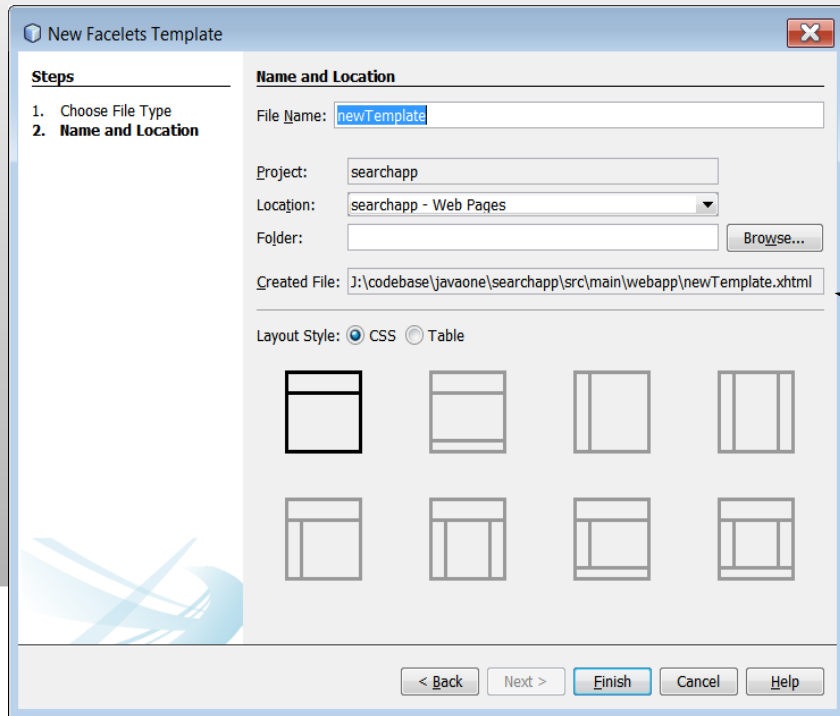 New Facelets Template
Steps
1. Choose File Type
2. Name and Location
Name and Location
File Name: newTemplate
Project: searchapp
Location: searchapp - Web Pages
Folder: Browse...
Created File: J:\codebase\javaone\searchapp\src\main\webapp\newTemplate.xhtml
Layout Style: CSS Table
< Back Next > Finish Cancel Help